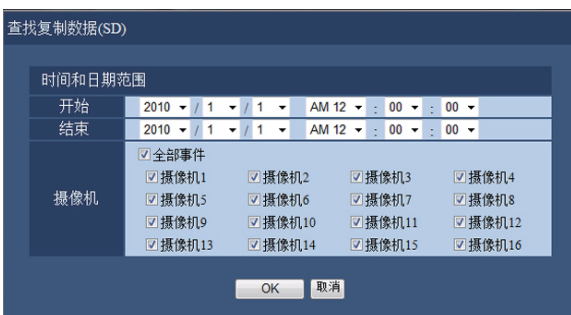 查找复制数据(SD)
时间和日期范围
开始 2010 / 1 / 1 AM 12 : 00 : 00
结束 2010 / 1 / 1 AM 12 : 00 : 00
全部事件
摄像机1 摄像机2 摄像机3 摄像机4
摄像机 摄像机5 摄像机6 摄像机7 摄像机8
摄像机9 摄像机10 摄像机11 摄像机12
摄像机13 摄像机14 摄像机15 摄像机16
OK 取消